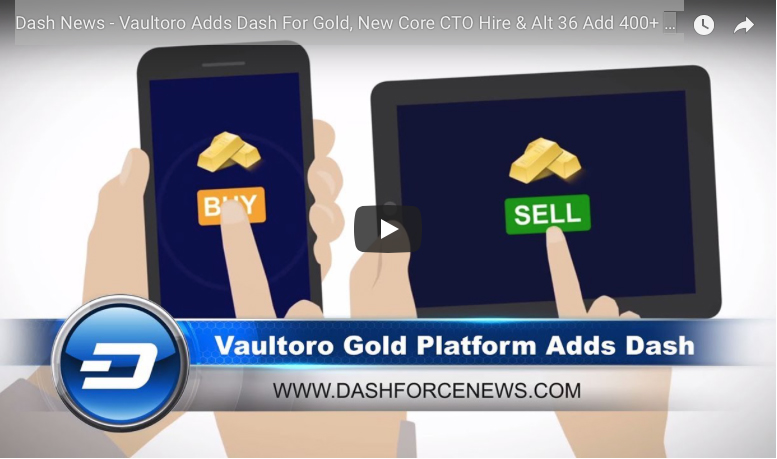 Dash News - Vaultoro Adds Dash For Gold, New Core CTO Hire & Alt 36 Add 400+ ...
BUY
SELL
Vaultoro Gold Platform Adds Dash
WWW.DASHFORCENEWS.COM